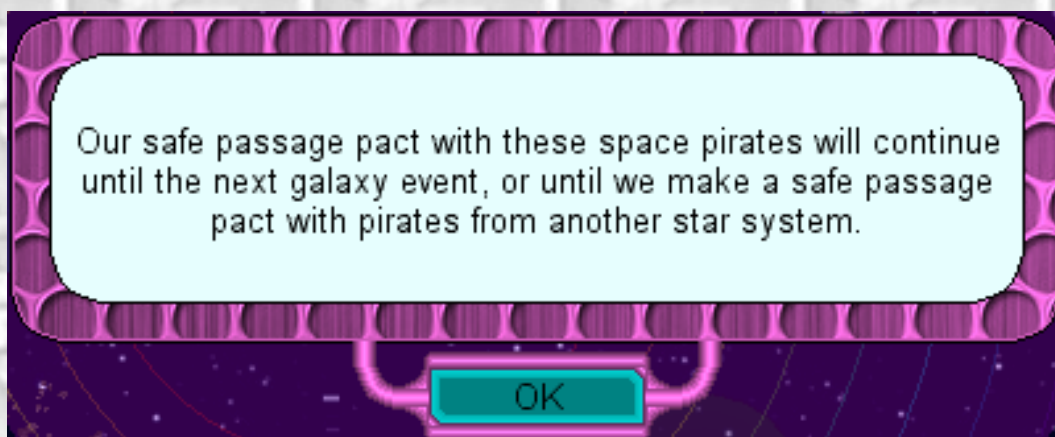 Our safe passage pact with these space pirates will continue
until the next galaxy event, or until we make a safe passage
pact with pirates from another star system.
OK